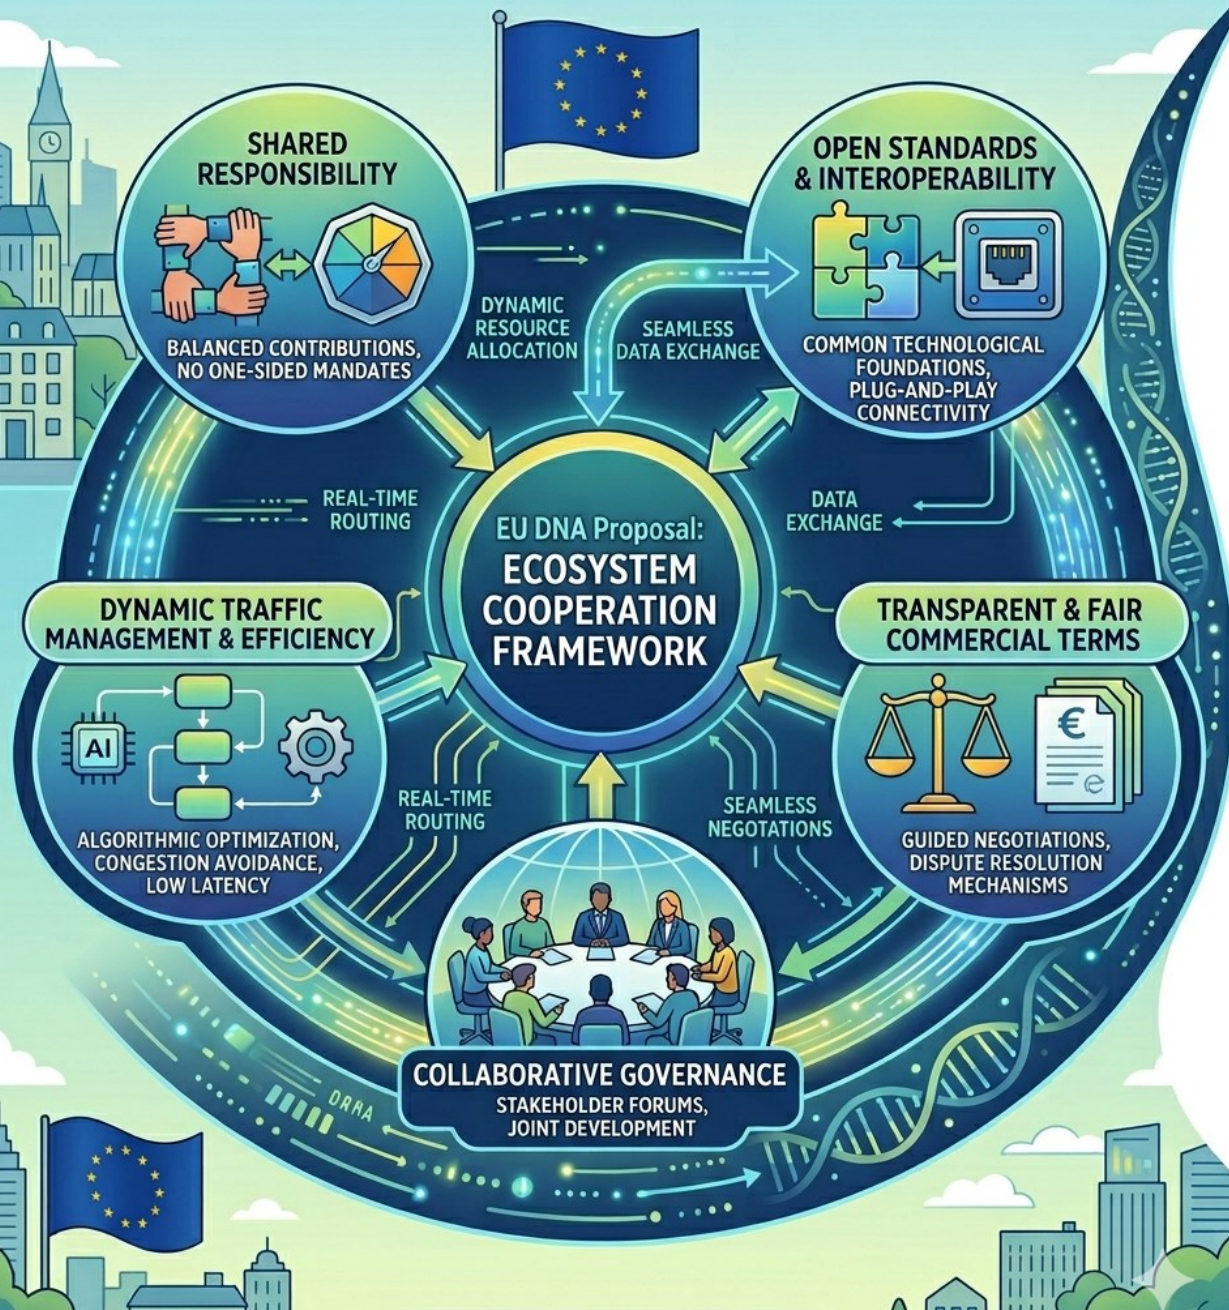 SHARED
RESPONSIBILITY
BALANCED CONTRIBUTIONS,
NO ONE-SIDED MANDATES
OPEN STANDARDS
& INTEROPERABILITY
COMMON TECHNOLOGICAL
FOUNDATIONS,
PLUG-AND-PLAY
CONNECTIVITY
DYNAMIC
RESOURCE
ALLOCATION
SEAMLESS
DATA EXCHANGE
REAL-TIME
ROUTING
DATA
EXCHANGE
EU DNA Proposal:
ECOSYSTEM
COOPERATION
FRAMEWORK
DYNAMIC TRAFFIC
MANAGEMENT & EFFICIENCY
AI
ALGORITHMIC OPTIMIZATION,
CONGESTION AVOIDANCE,
LOW LATENCY
TRANSPARENT & FAIR
COMMERCIAL TERMS
€
GUIDED NEGOTIATIONS,
DISPUTE RESOLUTION
MECHANISMS
REAL-TIME
ROUTING
SEAMLESS
NEGOTATIONS
COLLABORATIVE GOVERNANCE
STAKEHOLDER FORUMS,
JOINT DEVELOPMENT